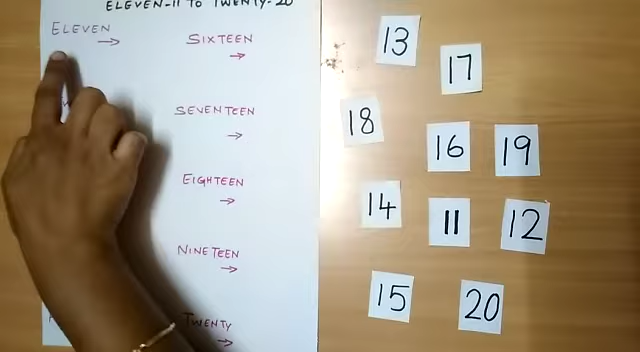 ELEVEN-11 TO TWENTY-20
ELEVEN →
SIXTEEN →
SEVENTEEN →
EIGHTEEN →
NINETEEN →
TWENTY →
13
17
18
16
19
14
11
12
15
20